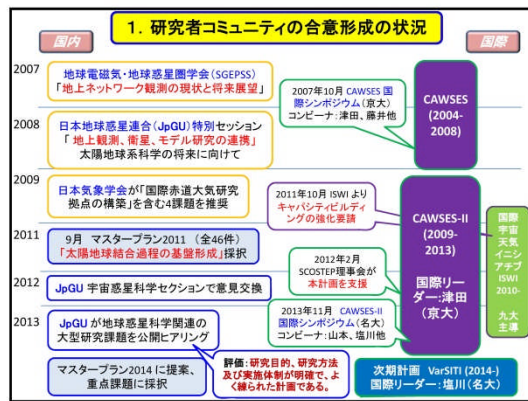 1．研究者コミュニティの合意形成の状況
国内
国際
2007
地球電磁気・地球惑星圏学会(SGEPSS)
「地上ネットワーク観測の現状と将来展望」
2007年10月 CAWSES 国
際シンポジウム（京大）
コンビーナ：津田、藤井他
CAWSES
(2004-
2008)
2008
日本地球惑星連合(JpGU)特別セッション
「地上観測、衛星、モデル研究の連携」
太陽地球系科学の将来に向けて
2009
日本気象学会が「国際赤道大気研究
拠点の構築」を含む4課題を推奨
2011年10月 ISWI より
キャパシティビルディ
ングの強化要請
CAWSES-II
(2009-
2013)
国際リー
ダー：津田
（京大）
国際
宇宙
天気
イニシ
アチブ
ISWI
2010-
九大
主導
2011
9月　マスタープラン2011　（全46件）
「太陽地球結合過程の基盤形成」採択
2012年2月
SCOSTEP理事会が
本計画を支援
2012
JpGU 宇宙惑星科学セクションで意見交換
2013年11月 CAWSES-II
国際シンポジウム（名大）
コンビーナ：山本、塩川他
2013
JpGU が地球惑星科学関連の
大型研究課題を公開ヒアリング
マスタープラン2014 に提案、
重点課題に採択
評価：研究目的、研究方法
及び実施体制が明確で、よ
く練られた計画である。
次期計画　VarSITI (2014-)
国際リーダー：塩川（名大）